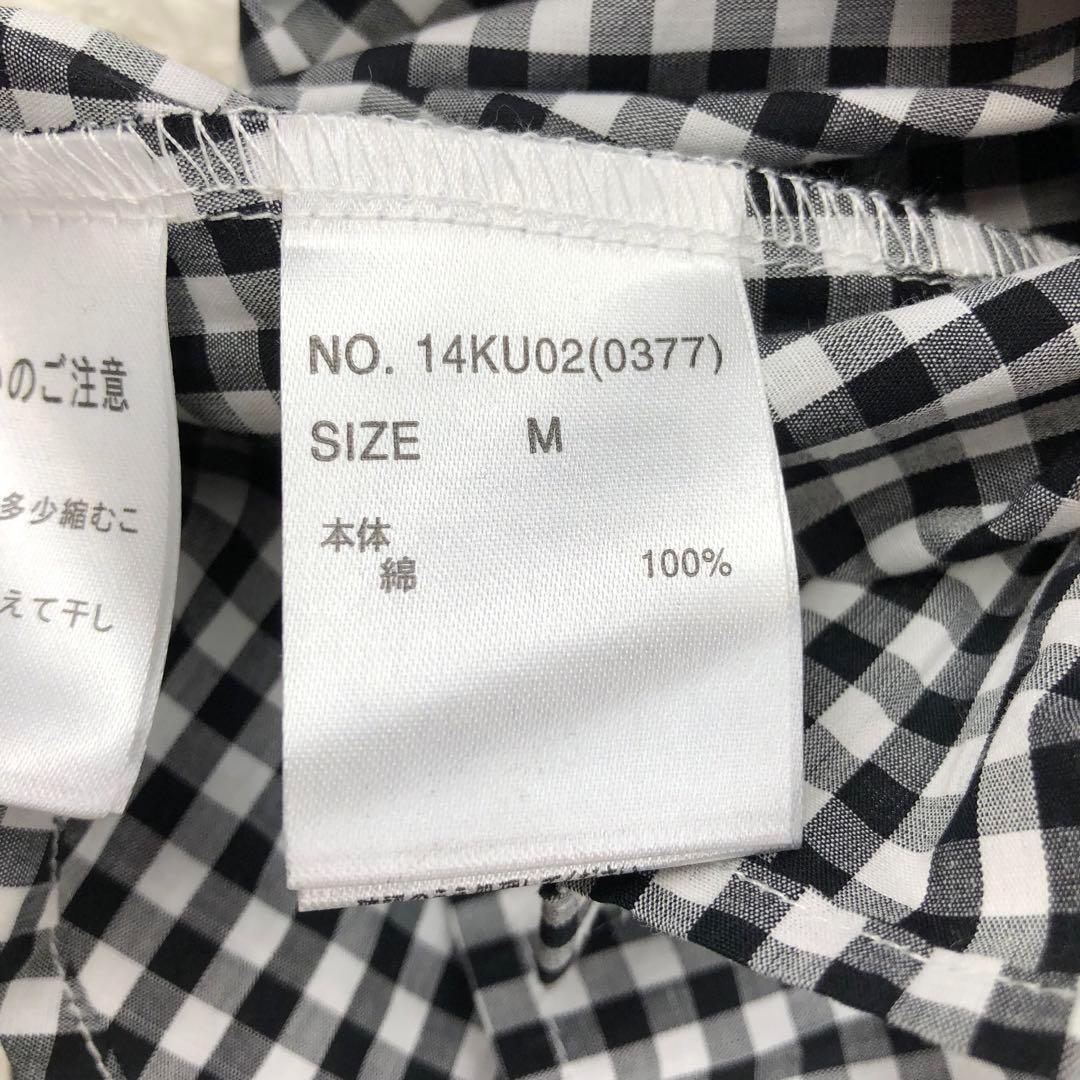 NO. 14KU02(0377)
SIZE M
本体
綿 100%
のご注意
多少縮むこ
えて干し